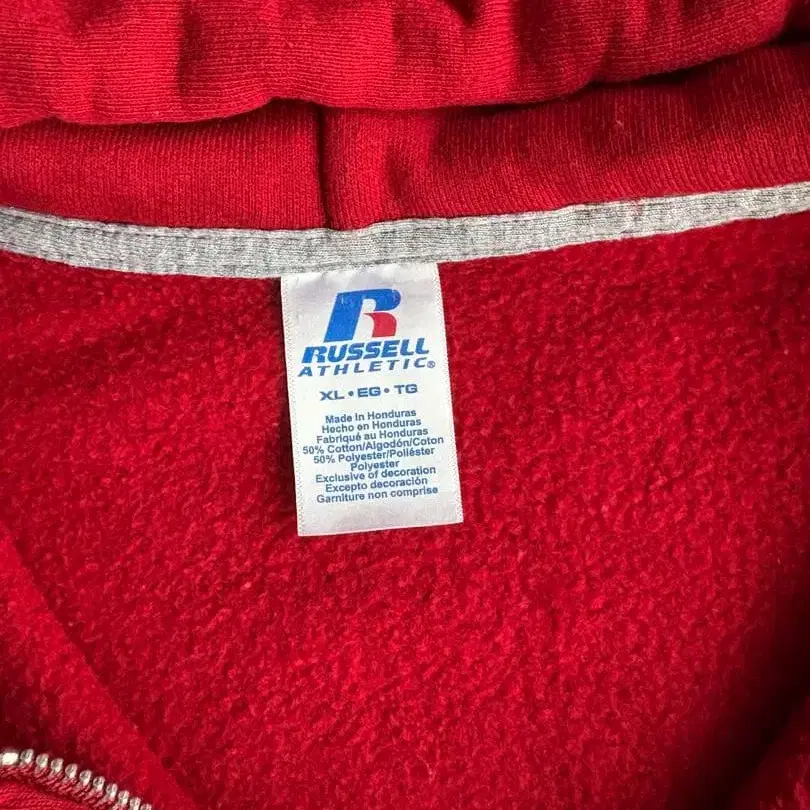 R
RUSSELL
ATHLETIC®
XL • EG • TG
Made In Honduras
Hecho en Honduras
Fabriqué au Honduras
50% Cotton/Algodón/Coton
50% Polyester/Poliéster
Polyester
Exclusive of decoration
Excepto decoración
Garniture non comprise